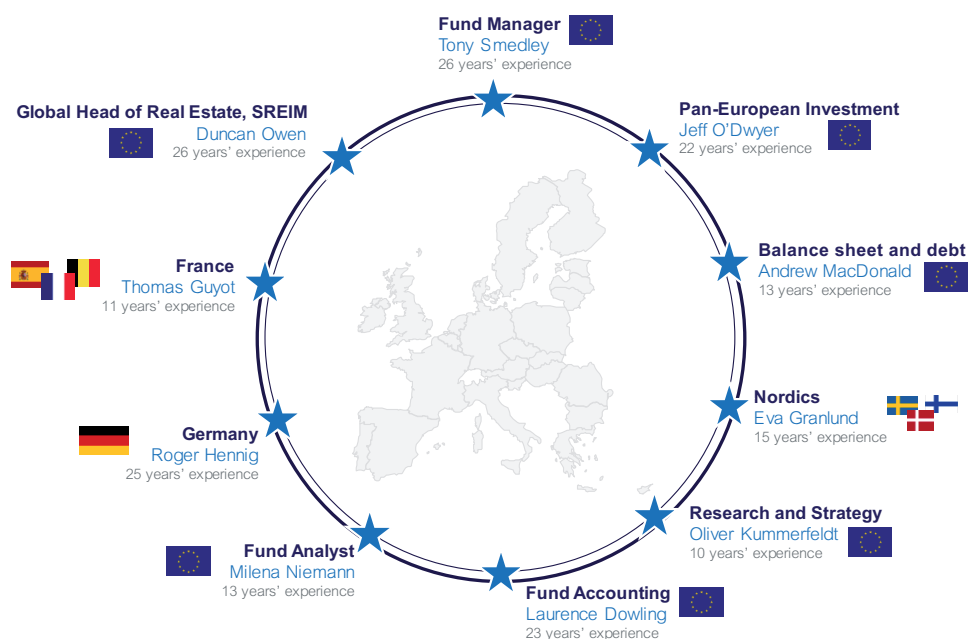 Fund Manager
Tony Smedley
26 years’ experience
Pan-European Investment
Jeff O’Dwyer
22 years’ experience
Balance sheet and debt
Andrew MacDonald
13 years’ experience
Nordics
Eva Granlund
15 years’ experience
Research and Strategy
Oliver Kummerfeldt
10 years’ experience
Fund Accounting
Laurence Dowling
23 years’ experience
Fund Analyst
Milena Niemann
13 years’ experience
Germany
Roger Hennig
25 years’ experience
France
Thomas Guyot
11 years’ experience
Global Head of Real Estate, SREIM
Duncan Owen
26 years’ experience